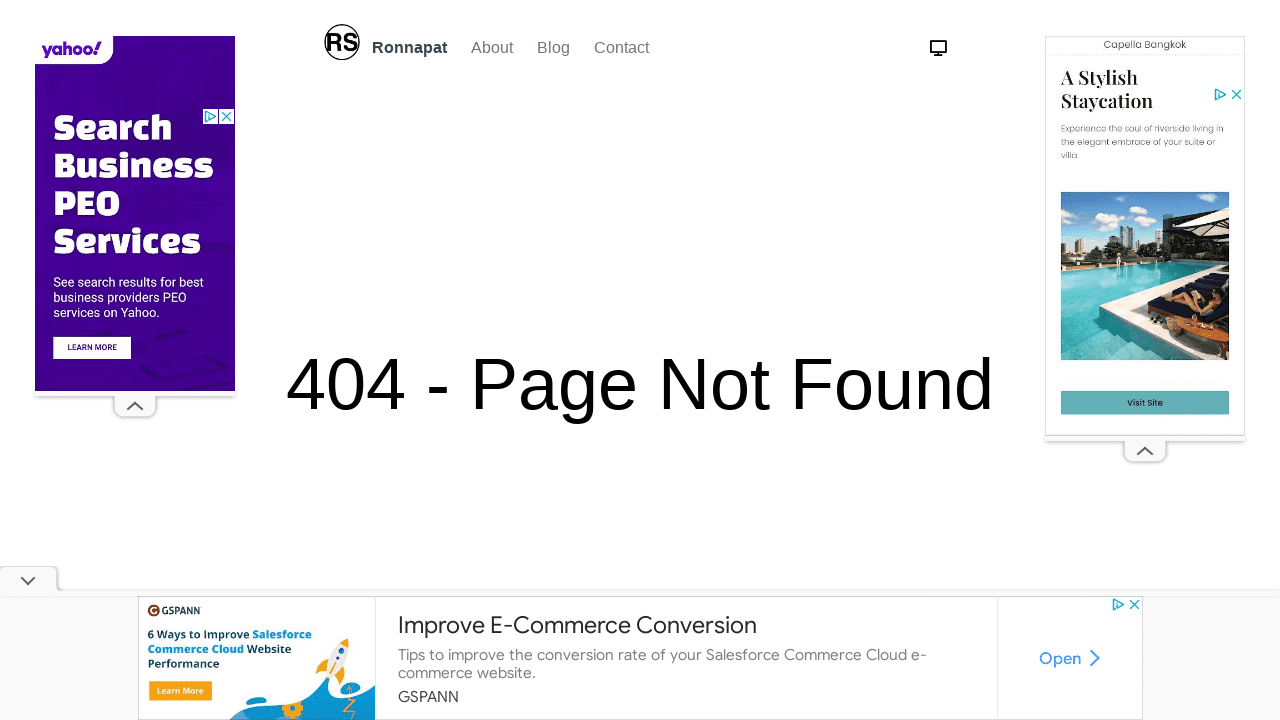 RS
Ronnapat
About
Blog
Contact
yahoo!
Search
Business
PEO
Services
See search results for best
business providers PEO
services on Yahoo.
LEARN MORE
Capella Bangkok
A Stylish
Staycation
Experience the soul of riverside living in
the elegant embrace of your suite or
villa.
Visit Site
404 - Page Not Found
GSPANN
6 Ways to Improve Salesforce
Commerce Cloud Website
Performance
Learn More
Improve E-Commerce Conversion
Tips to improve the conversion rate of your Salesforce Commerce Cloud e-
commerce website.
GSPANN
Open